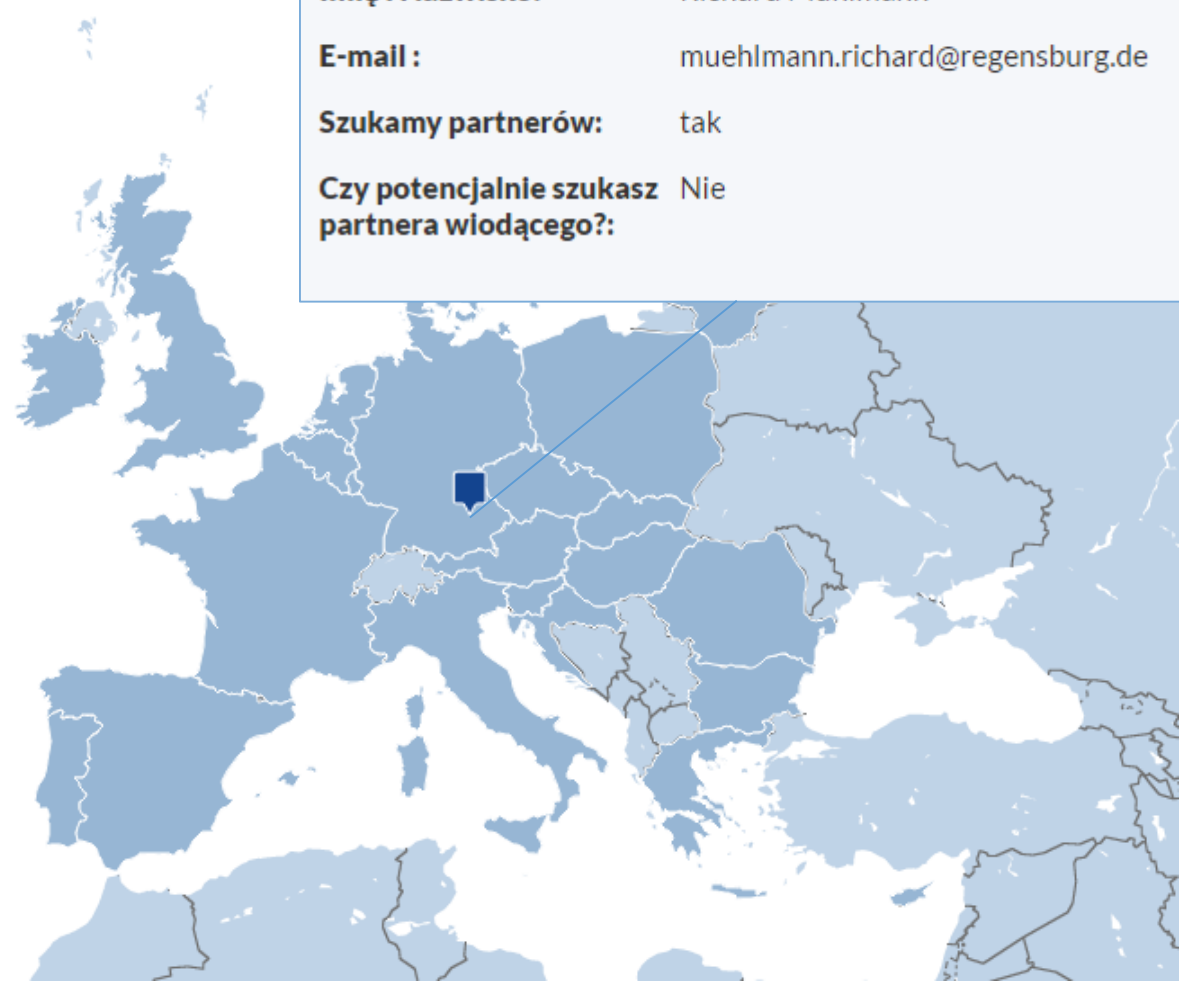 E-mail : muehlmann.richard@regensburg.de
Szukamy partnerów: tak
Czy potencjalnie szukasz Nie
partnera wiodącego?: